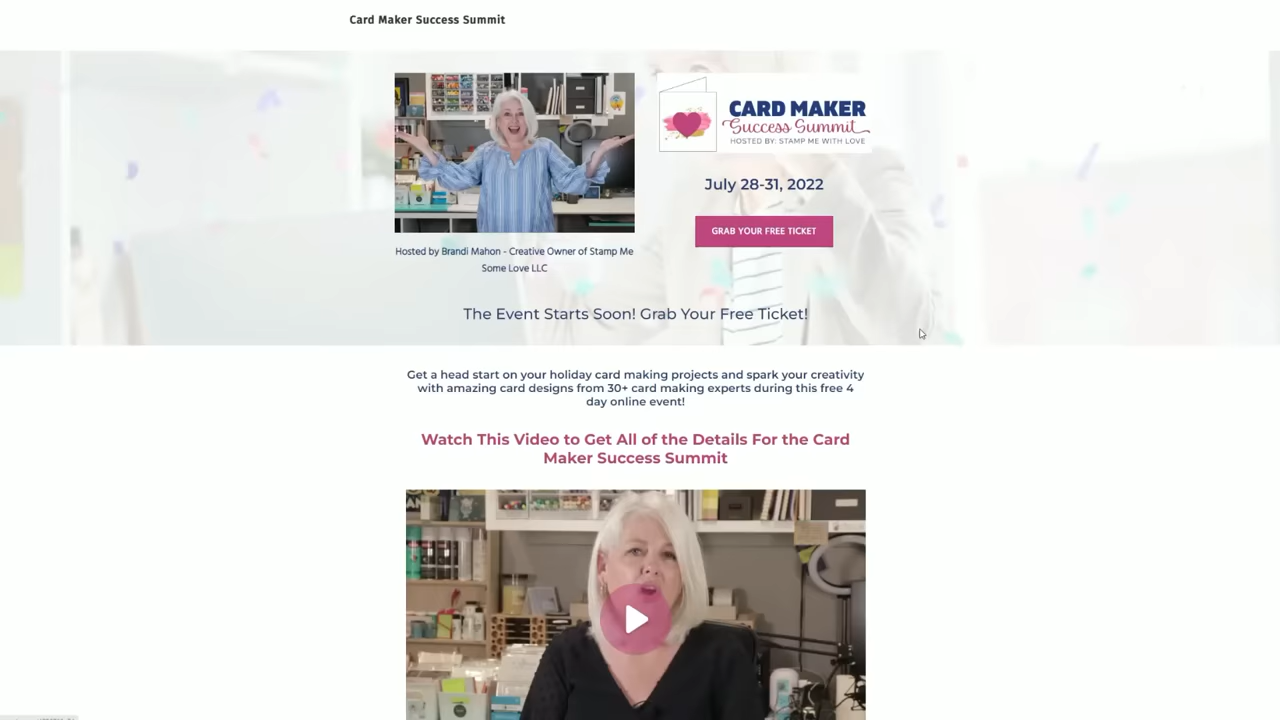 Card Maker Success Summit
CARD MAKER
Success Summit
HOSTED BY: STAMP ME WITH LOVE
July 28-31, 2022
GRAB YOUR FREE TICKET
Hosted by Brandi Mahon - Creative Owner of Stamp Me
Some Love LLC
The Event Starts Soon! Grab Your Free Ticket!
Get a head start on your holiday card making projects and spark your creativity
with amazing card designs from 30+ card making experts during this free 4
day online event!
Watch This Video to Get All of the Details For the Card
Maker Success Summit